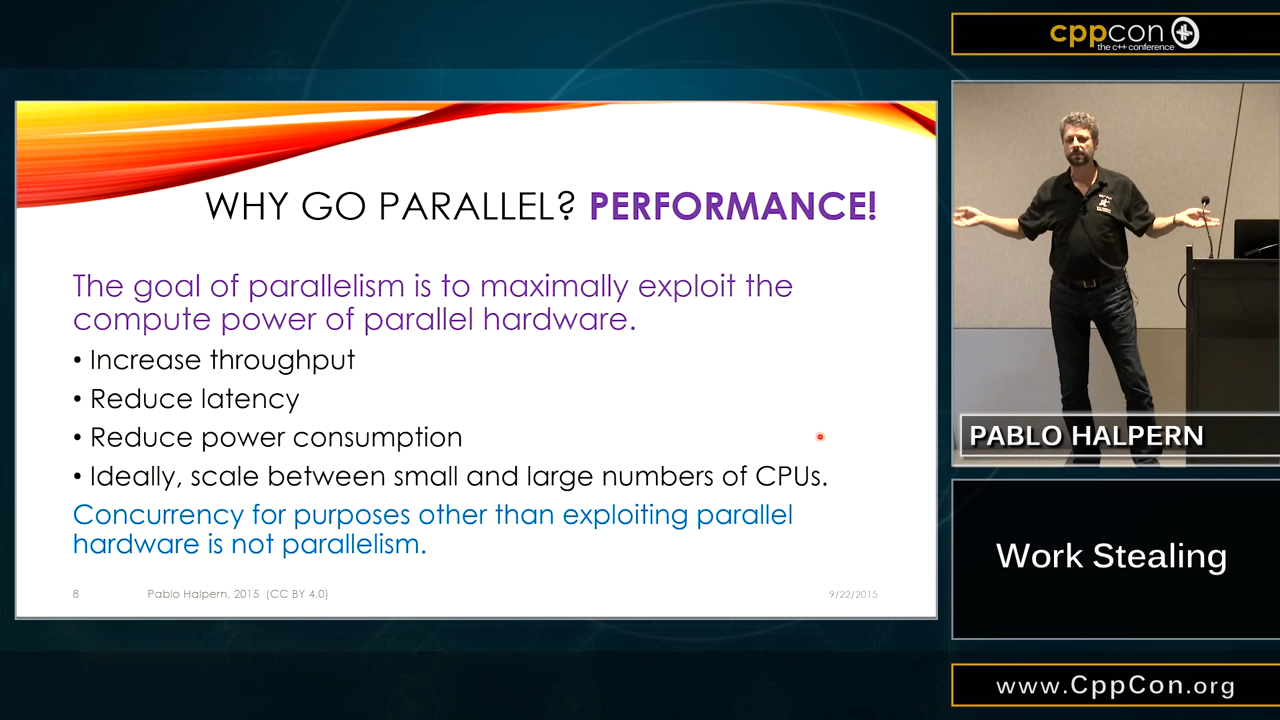 WHY GO PARALLEL? PERFORMANCE!
The goal of parallelism is to maximally exploit the
compute power of parallel hardware.
• Increase throughput
• Reduce latency
• Reduce power consumption
• Ideally, scale between small and large numbers of CPUs.
Concurrency for purposes other than exploiting parallel
hardware is not parallelism.
8 Pablo Halpern, 2015 (CC BY 4.0) 9/22/2015
cppcon
the c++ conference
PABLO HALPERN
Work Stealing
www.CppCon.org